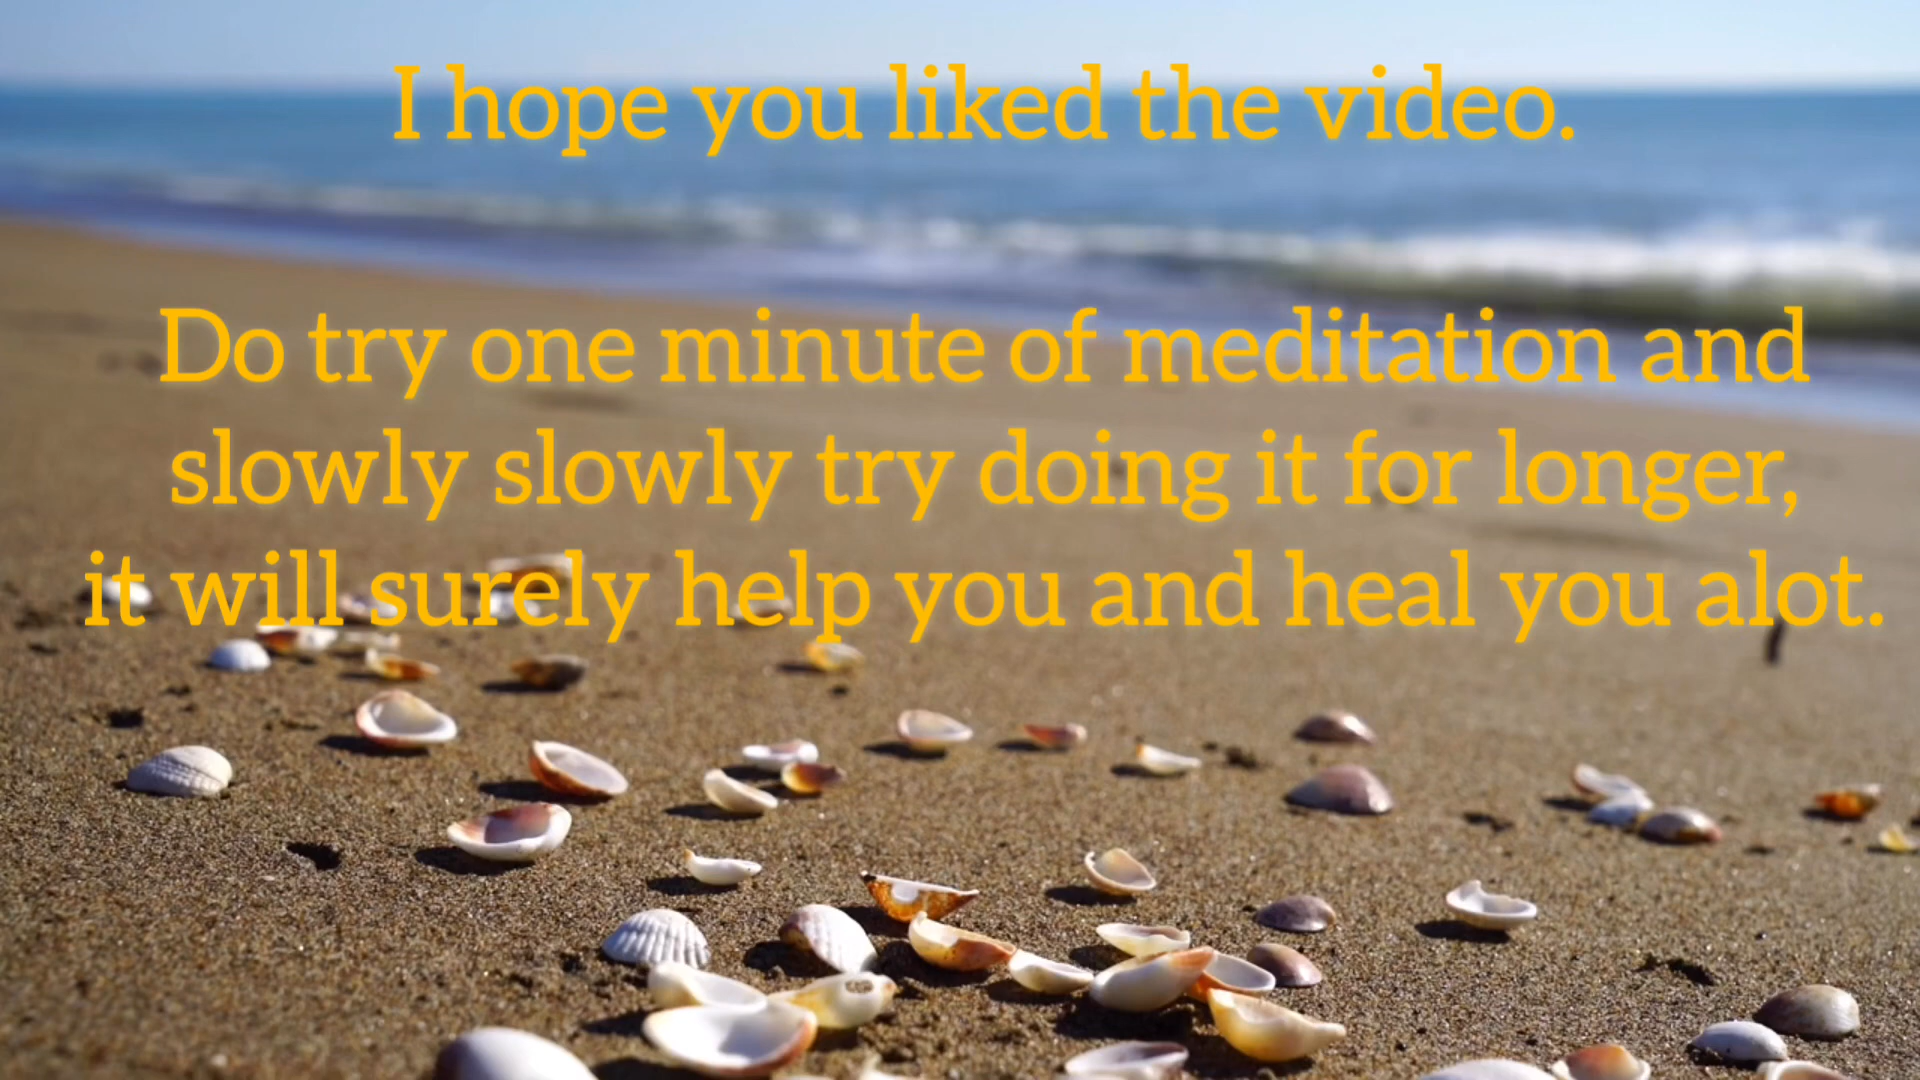 I hope you liked the video.
Do try one minute of meditation and
slowly slowly try doing it for longer,
it will surely help you and heal you alot.